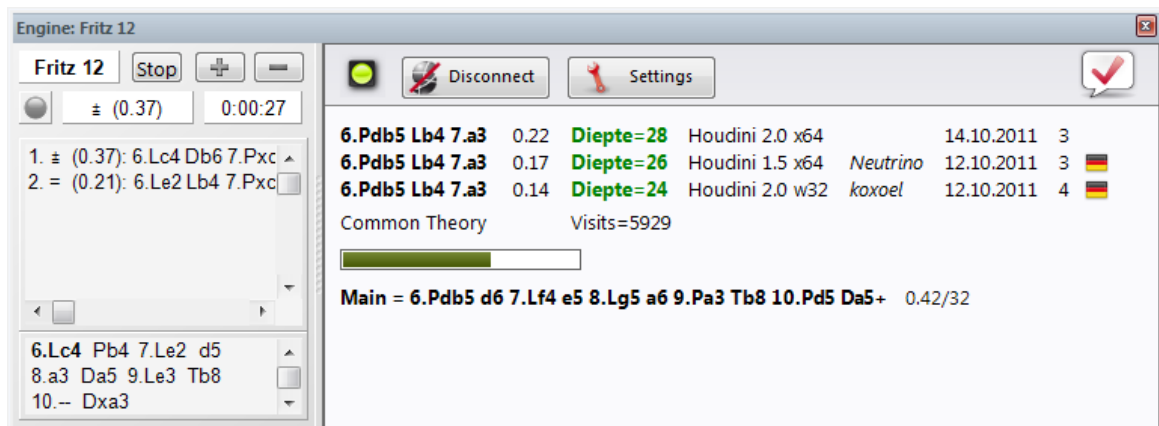 Engine: Fritz 12
Fritz 12 Stop
± (0.37) 0:00:27
1. ± (0.37): 6.Lc4 Db6 7.Pxc
2. = (0.21): 6.Le2 Lb4 7.Pxc
6.Lc4 Pb4 7.Le2 d5
8.a3 Da5 9.Le3 Tb8
10.-- Dxa3
Disconnect Settings
6.Pdb5 Lb4 7.a3 0.22 Diepte=28 Houdini 2.0 x64 14.10.2011 3
6.Pdb5 Lb4 7.a3 0.17 Diepte=26 Houdini 1.5 x64 Neutrino 12.10.2011 3
6.Pdb5 Lb4 7.a3 0.14 Diepte=24 Houdini 2.0 w32 koxoel 12.10.2011 4
Common Theory Visits=5929
Main = 6.Pdb5 d6 7.Lf4 e5 8.Lg5 a6 9.Pa3 Tb8 10.Pd5 Da5+ 0.42/32